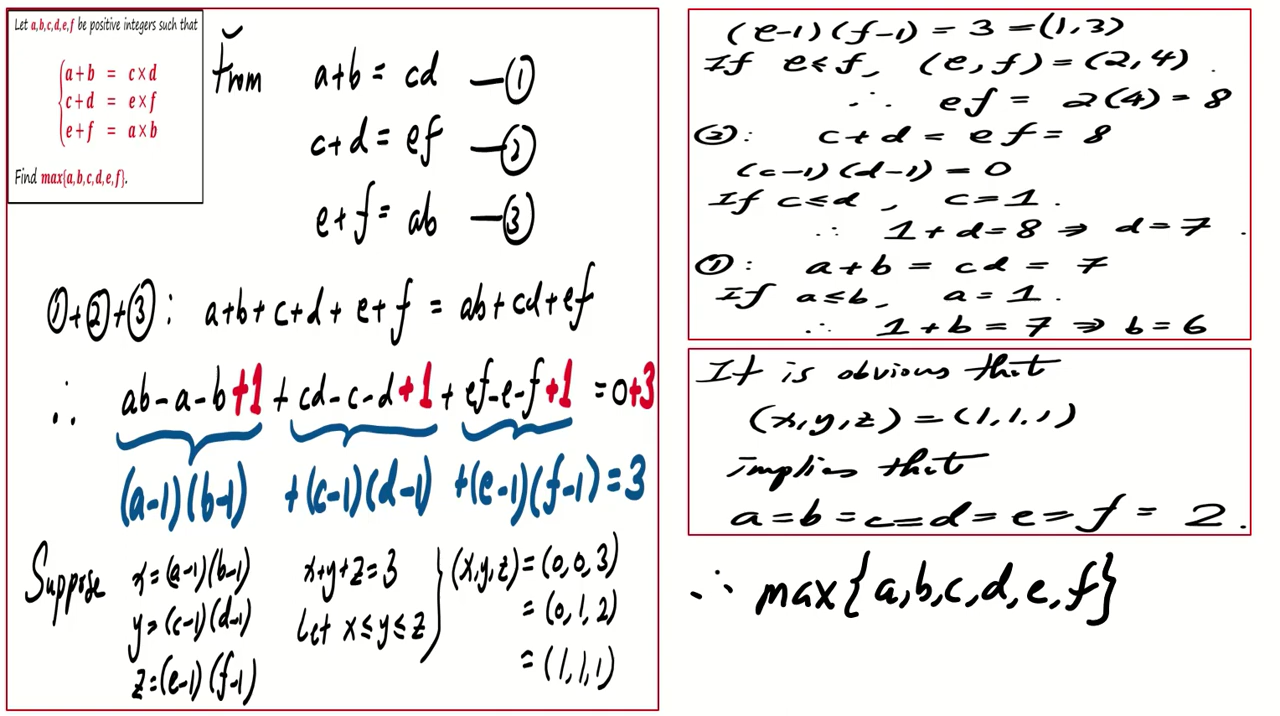 Let a,b,c,d,e,f be positive integers such that
a+b = c×d
c+d = e×f
e+f = a×b
Find max{a,b,c,d,e,f}.
From a+b = cd —①
c+d = ef —②
e+f = ab —③
①+②+③: a+b+c+d+e+f = ab+cd+ef
∴ ab-a-b+1 + cd-c-d+1 + ef-e-f+1 = 0+3
(a-1)(b-1) +(c-1)(d-1) +(e-1)(f-1) = 3
Suppose x=(a-1)(b-1)
y=(c-1)(d-1)
z=(e-1)(f-1)
x+y+z=3
Let x≤y≤z
(x,y,z) = (0,0,3)
= (0,1,2)
= (1,1,1)
(e-1)(f-1) = 3 = (1,3)
If e≤f, (e,f) = (2,4) .
∴ ef = 2(4) = 8
②: c+d = ef = 8
(c-1)(d-1) = 0
If c≤d, c=1.
∴ 1+d=8 ⇒ d=7 .
①: a+b = cd = 7
If a≤b, a=1.
∴ 1+b=7 ⇒ b=6
It is obvious that
(x,y,z) = (1,1,1)
implies that
a=b=c=d=e=f= 2.
∴ max{a,b,c,d,e,f}